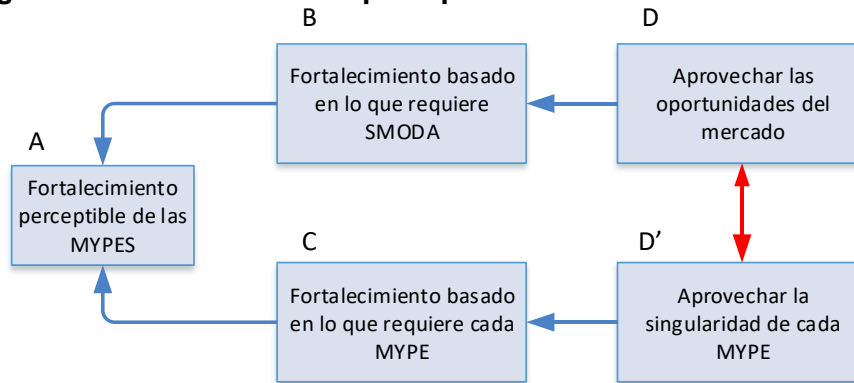 B
D
Fortalecimiento basado
en lo que requiere
SMODA
Aprovechar las
oportunidades del
mercado
A
Fortalecimiento
perceptible de las
MYPES
C
D’
Fortalecimiento basado
en lo que requiere cada
MYPE
Aprovechar la
singularidad de cada
MYPE